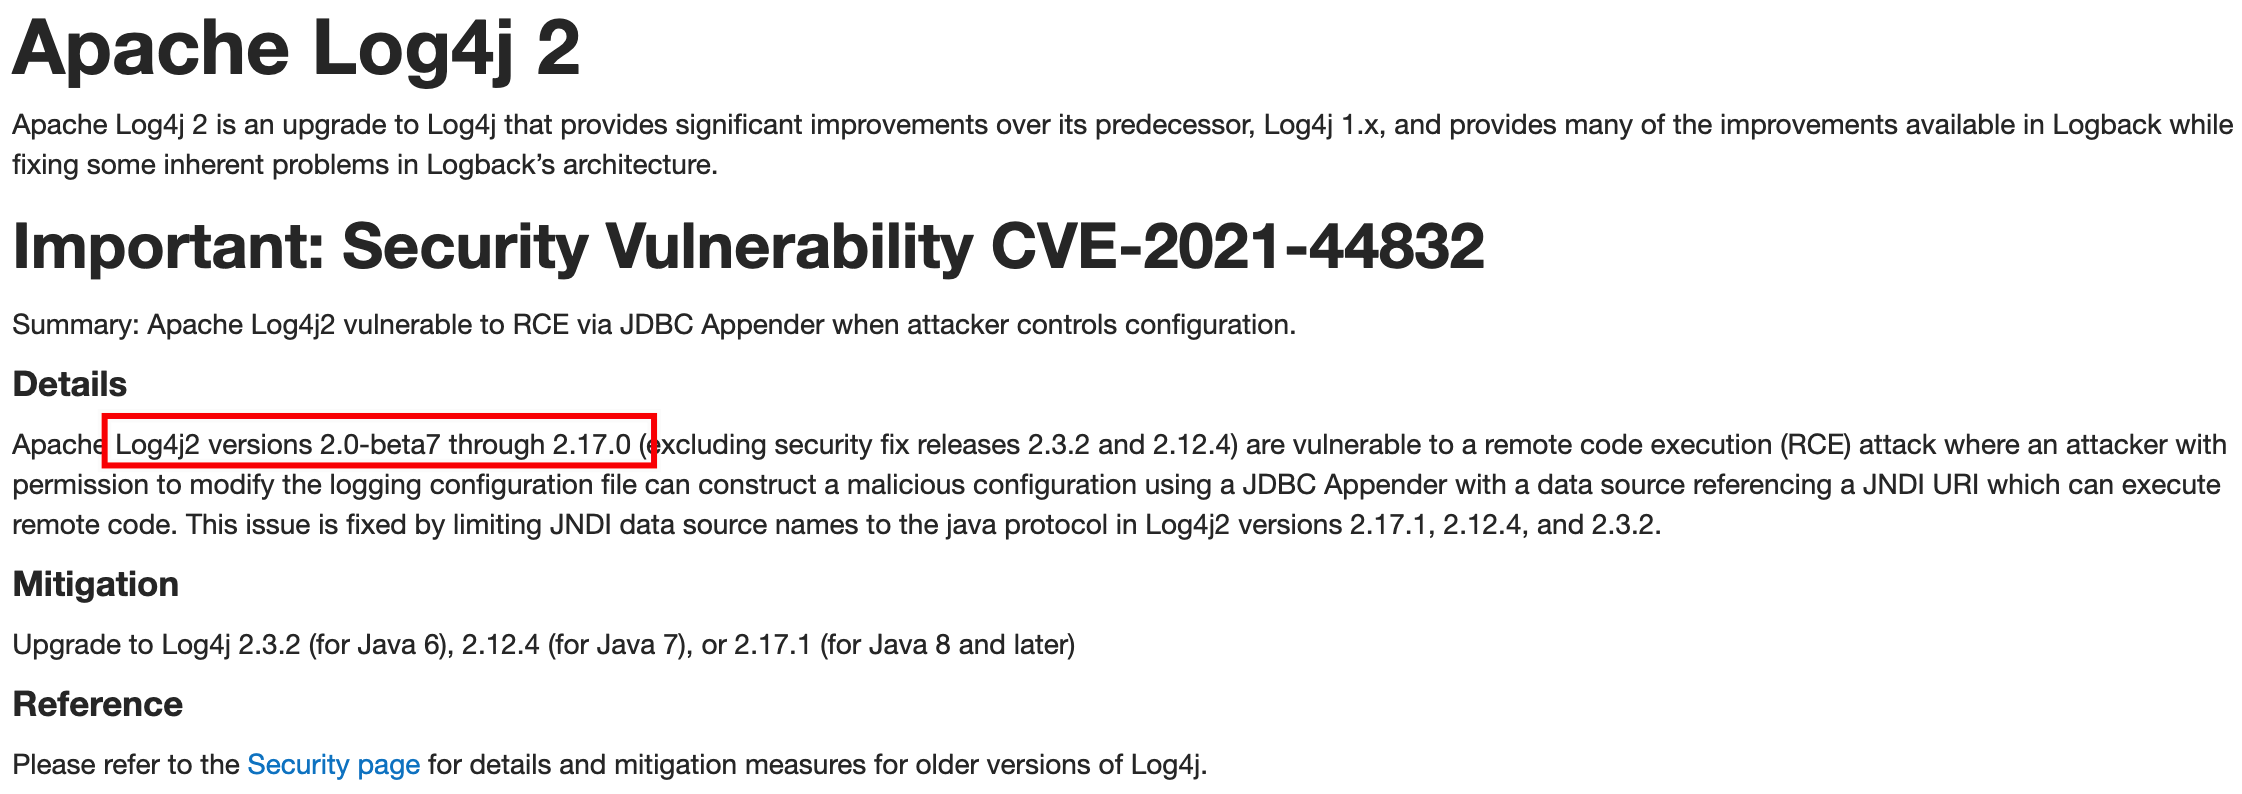 Apache Log4j 2
Apache Log4j 2 is an upgrade to Log4j that provides significant improvements over its predecessor, Log4j 1.x, and provides many of the improvements available in Logback while
fixing some inherent problems in Logback’s architecture.
Important: Security Vulnerability CVE-2021-44832
Summary: Apache Log4j2 vulnerable to RCE via JDBC Appender when attacker controls configuration.
Details
Apache Log4j2 versions 2.0-beta7 through 2.17.0 (excluding security fix releases 2.3.2 and 2.12.4) are vulnerable to a remote code execution (RCE) attack where an attacker with
permission to modify the logging configuration file can construct a malicious configuration using a JDBC Appender with a data source referencing a JNDI URI which can execute
remote code. This issue is fixed by limiting JNDI data source names to the java protocol in Log4j2 versions 2.17.1, 2.12.4, and 2.3.2.
Mitigation
Upgrade to Log4j 2.3.2 (for Java 6), 2.12.4 (for Java 7), or 2.17.1 (for Java 8 and later)
Reference
Please refer to the Security page for details and mitigation measures for older versions of Log4j.